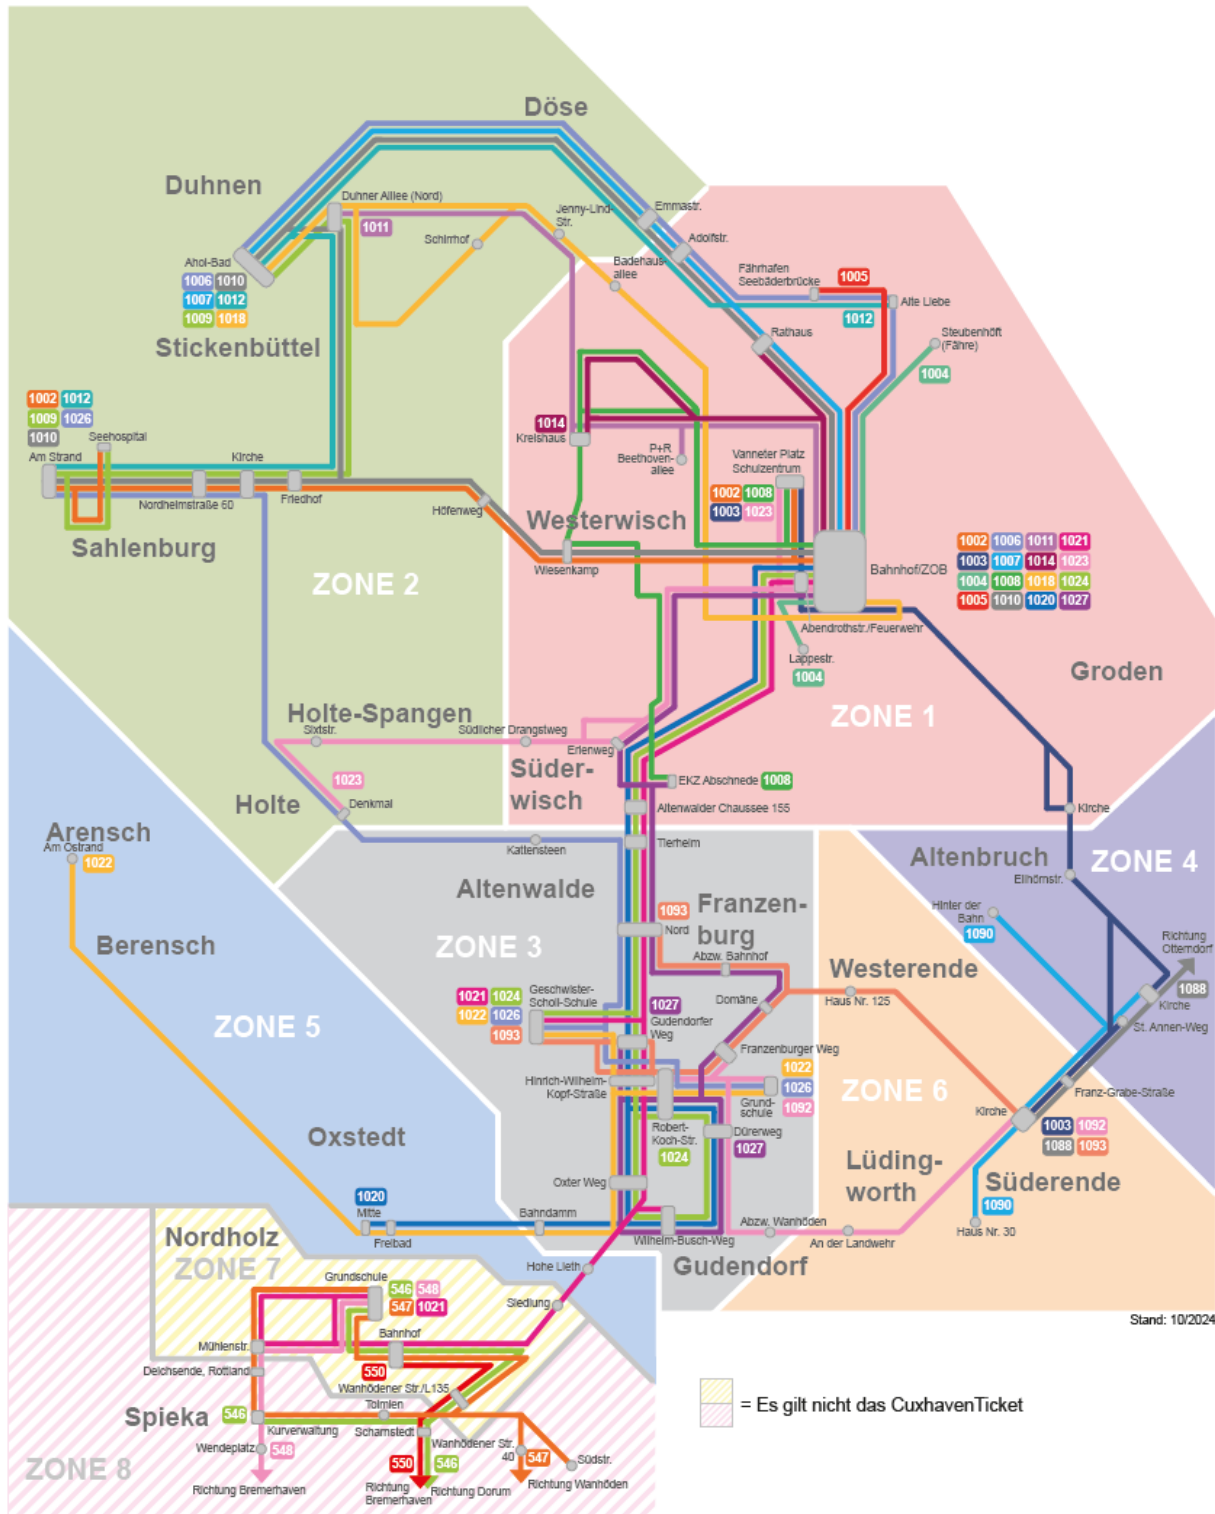 Döse
Duhnen
Duhner Allee (Nord)
1011
Jenny-Lind-
Str.
Emmastr.
Adolfstr.
Schirrhof
Badehaus-
allee
Ahoi-Bad
1006 1010
1007 1012
1009 1018
Fährhafen
Seebäderbrücke
1005
Alte Liebe
1012
Rathaus
Steubenhöft
(Fähre)
1004
Stickenbüttel
1002 1012
1009 1026
1010
Seehospital
Am Strand
Kirche
Nordheimstraße 60
Friedhof
Sahlenburg
1014
Kreishaus
P+R
Beethoven-
allee
Vanneter Platz
Schulzentrum
1002 1008
1003 1023
Höfenweg
Westerwisch
Wiesenkamp
ZONE 2
Bahnhof/ZOB
1002 1006 1011 1021
1003 1007 1014 1023
1004 1008 1018 1024
1005 1010 1020 1027
Abendrothstr./Feuerwehr
Lappestr.
1004
Groden
ZONE 1
Holte-Spangen
Sixtstr.
Südlicher Drangstweg
Erlenweg
Süder-
wisch
EKZ Abschnede 1008
1023
Denkmal
Holte
Altenwalder Chaussee 155
Kirche
Arensch
Am Ostrand
1022
Kattensteen
Tierheim
Altenbruch
ZONE 4
Ellhörnstr.
Altenwalde
ZONE 3
1093
Nord
Franzen-
burg
Hinter der
Bahn
1090
Richtung
Otterndorf
1088
Berensch
Abzw. Bahnhof
Westerende
Haus Nr. 125
Kirche
St. Annen-Weg
ZONE 5
1021 1024
1022 1026
1093
Geschwister-
Scholl-Schule
1027
Gudendorfer
Weg
Domäne
Franzenburger Weg
1022
1026
1092
Grund-
schule
Hinrich-Wilhelm-
Kopf-Straße
ZONE 6
Franz-Grabe-Straße
Kirche
1003 1092
1088 1093
Robert-
Koch-Str.
1024
Dürerweg
1027
Oxstedt
Lüding-
worth
Oxter Weg
Süderende
1090
Haus Nr. 30
1020
Mitte
Freibad
Bahndamm
Wilhelm-Busch-Weg
Abzw. Wanhöden
An der Landwehr
Gudendorf
Nordholz
ZONE 7
Hohe Lieth
Siedlung
Grundschule
546 548
547 1021
Stand: 10/2024
Mühlenstr.
Bahnhof
550
Deichsende, Rottland
Wanhödener Str./L135
Tolmien
Spieka
546
Kurverwaltung
Scharnstedt
Wanhödener Str.
40
547
Südstr.
Wendeplatz
548
ZONE 8
Richtung Bremerhaven
550
546
Richtung
Bremerhaven
Richtung Dorum
Richtung Wanhöden
= Es gilt nicht das CuxhavenTicket